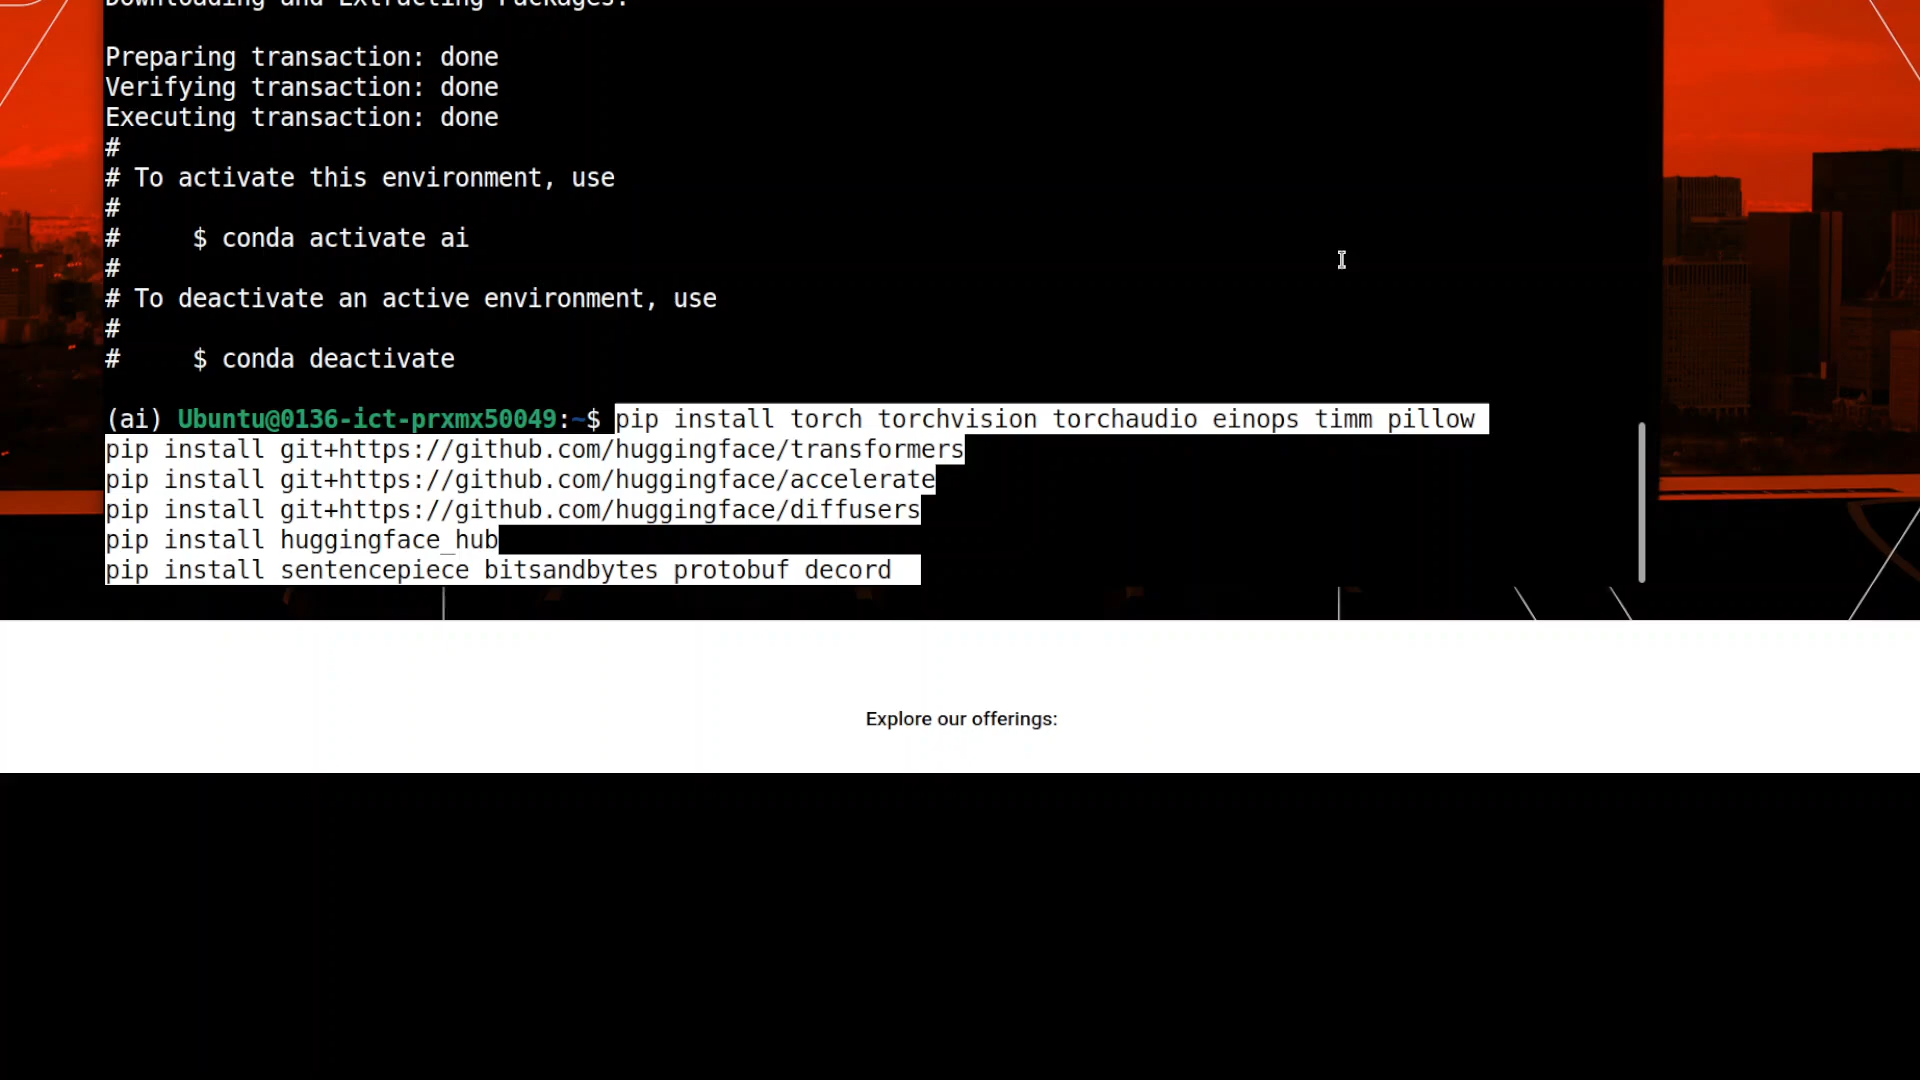 Downloading and Extracting Packages:
Preparing transaction: done
Verifying transaction: done
Executing transaction: done
#
# To activate this environment, use
#
#     $ conda activate ai
#
# To deactivate an active environment, use
#
#     $ conda deactivate
(ai) Ubuntu@0136-ict-prxmx50049:~$ pip install torch torchvision torchaudio einops timm pillow
pip install git+https://github.com/huggingface/transformers
pip install git+https://github.com/huggingface/accelerate
pip install git+https://github.com/huggingface/diffusers
pip install huggingface_hub
pip install sentencepiece bitsandbytes protobuf decord
Explore our offerings: